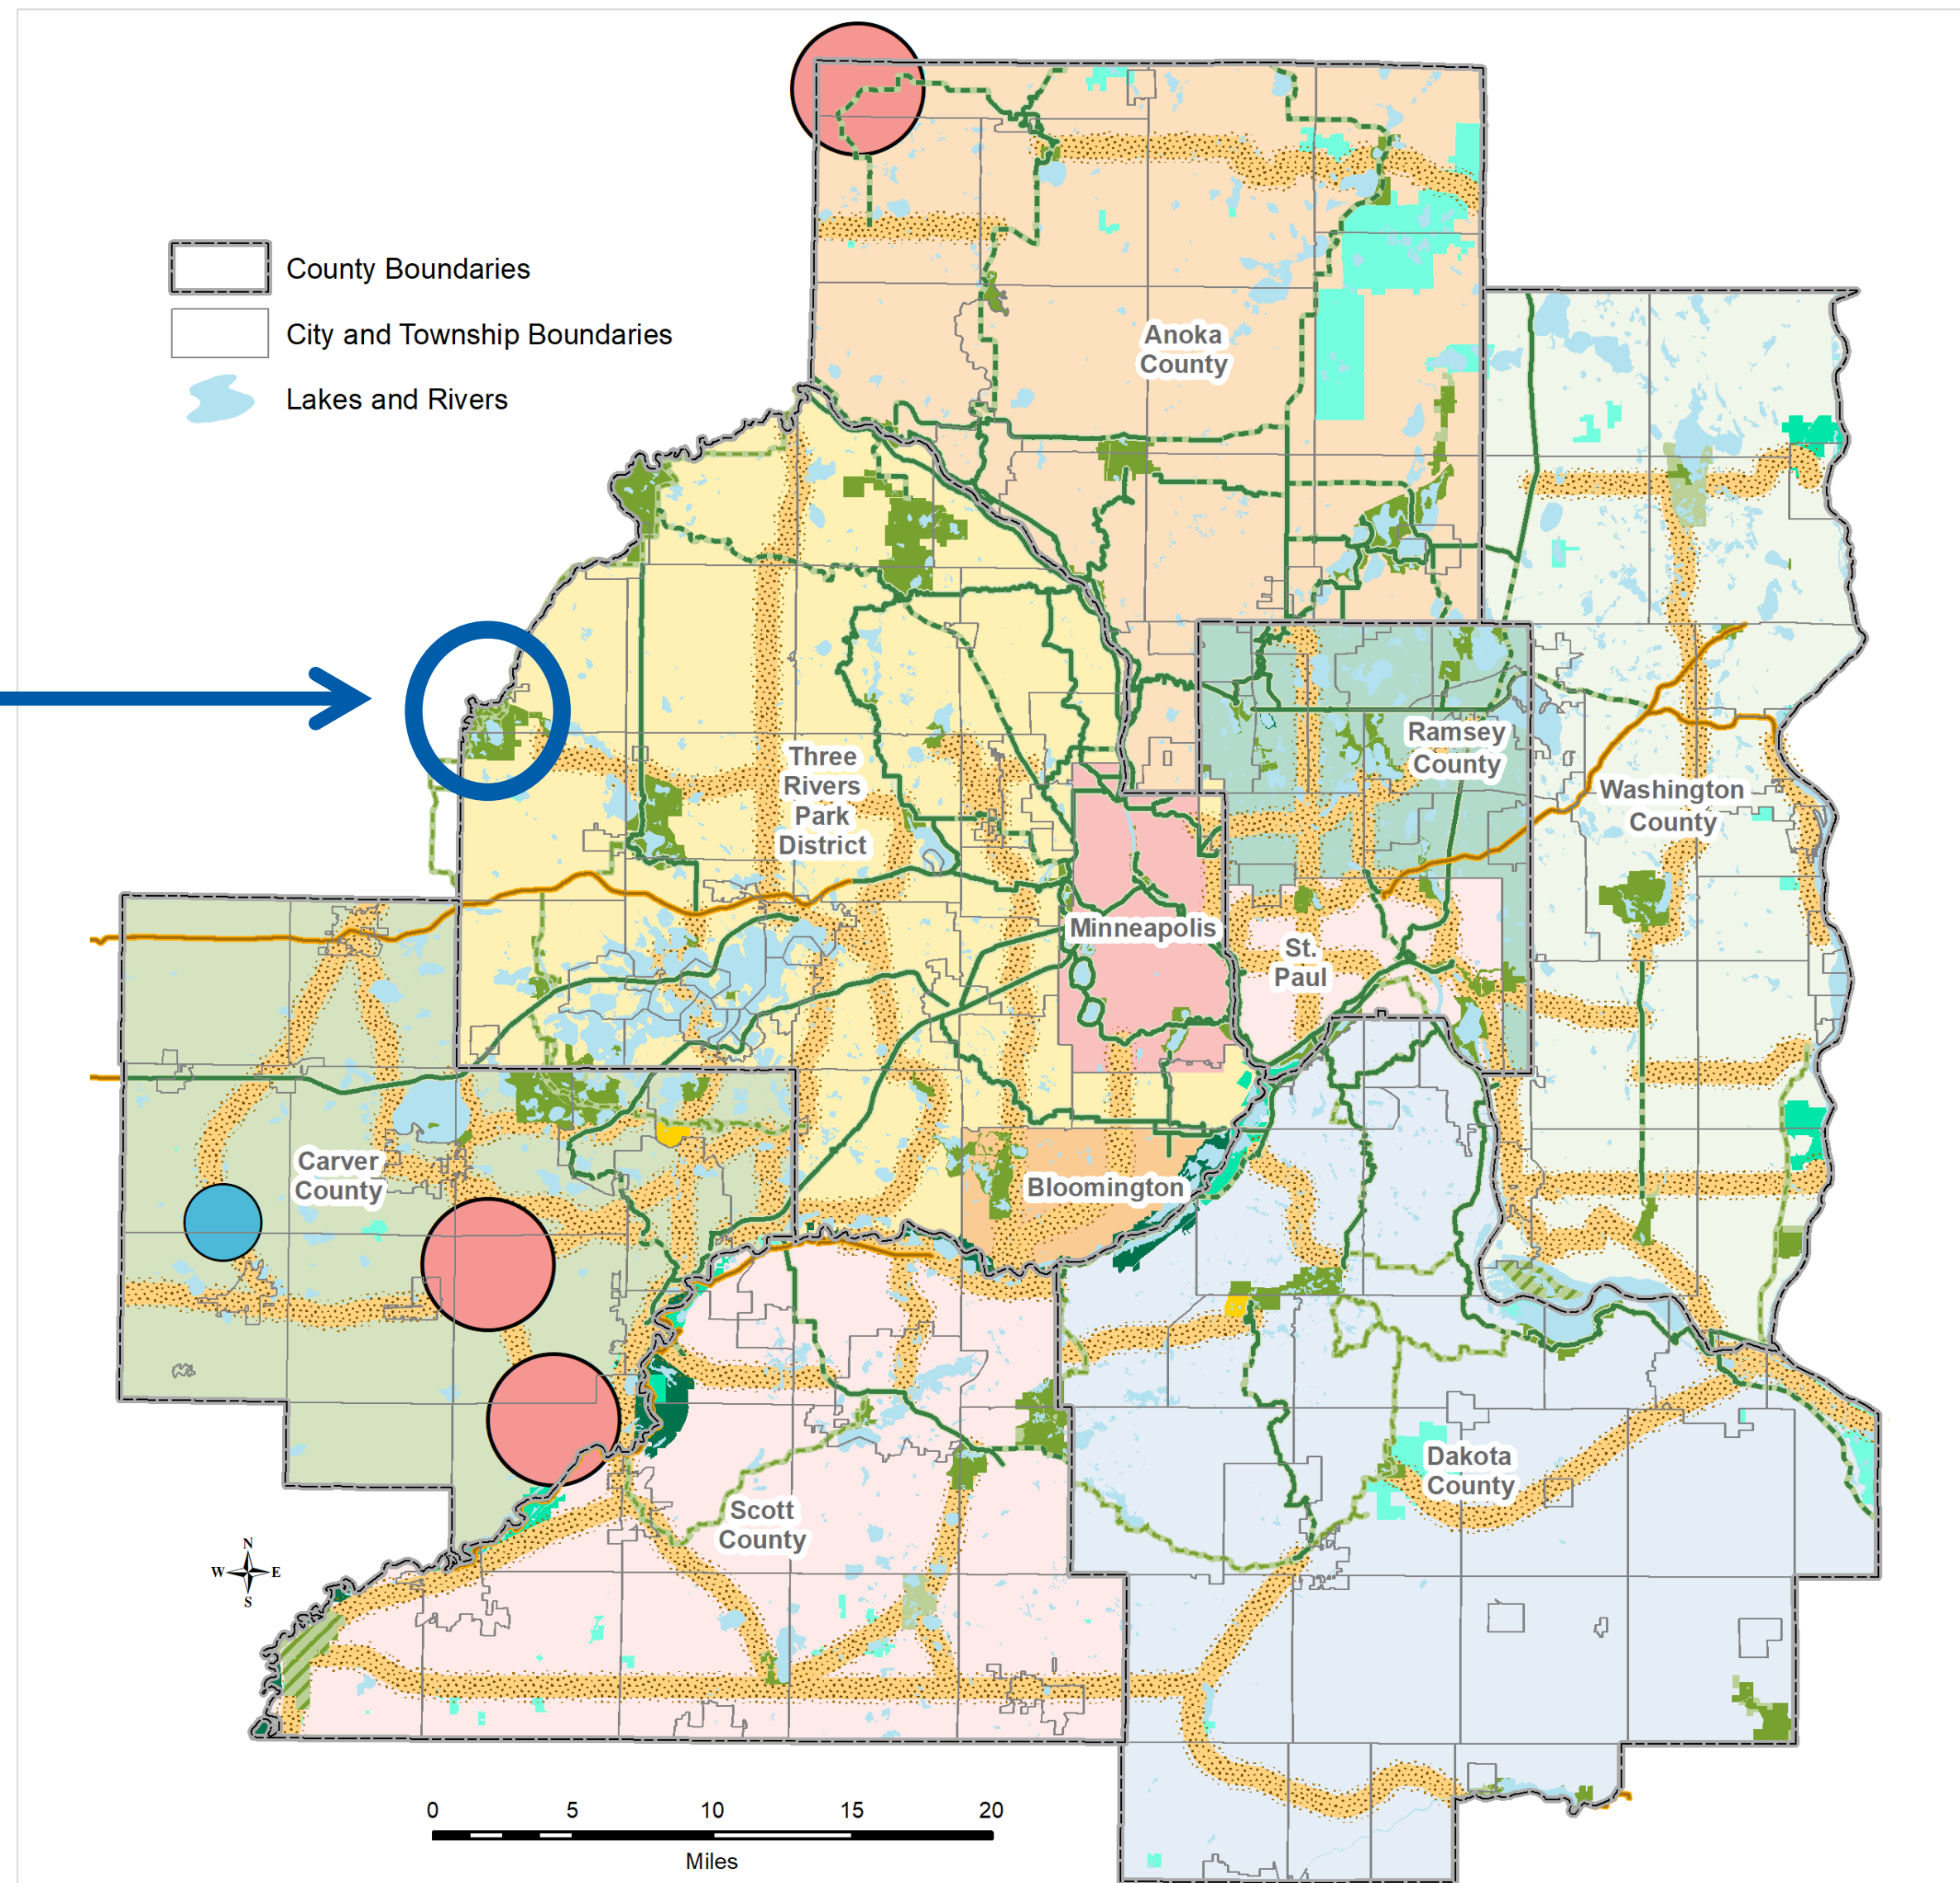 County Boundaries
City and Township Boundaries
Lakes and Rivers
Anoka
County
Three
Rivers
Park
District
Ramsey
County
Washington
County
Minneapolis
St.
Paul
Carver
County
Bloomington
Dakota
County
Scott
County
N
W E
S
0 5 10 15 20
Miles